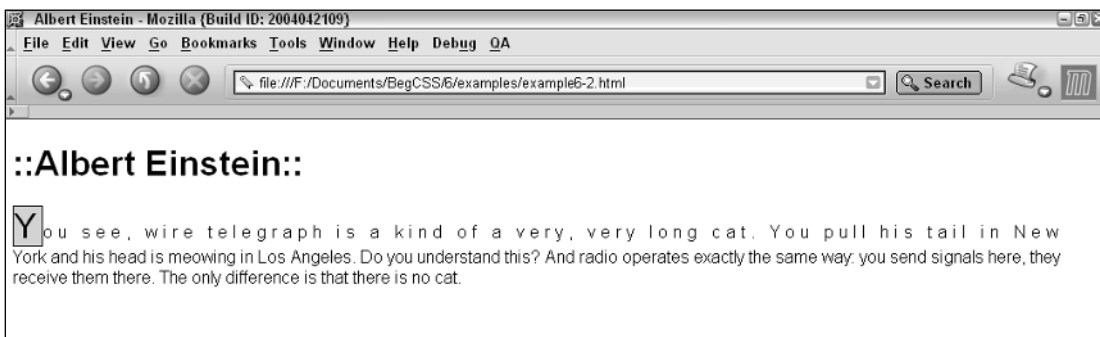 Albert Einstein - Mozilla {Build ID: 2004042109}
File Edit View Go Bookmarks Tools Window Help Debug QA
file:///F:/Documents/BegCSS/6/examples/example6-2.html Search
::Albert Einstein::
You see, wire telegraph is a kind of a very, very long cat. You pull his tail in New
York and his head is meowing in Los Angeles. Do you understand this? And radio operates exactly the same way: you send signals here, they
receive them there. The only difference is that there is no cat.